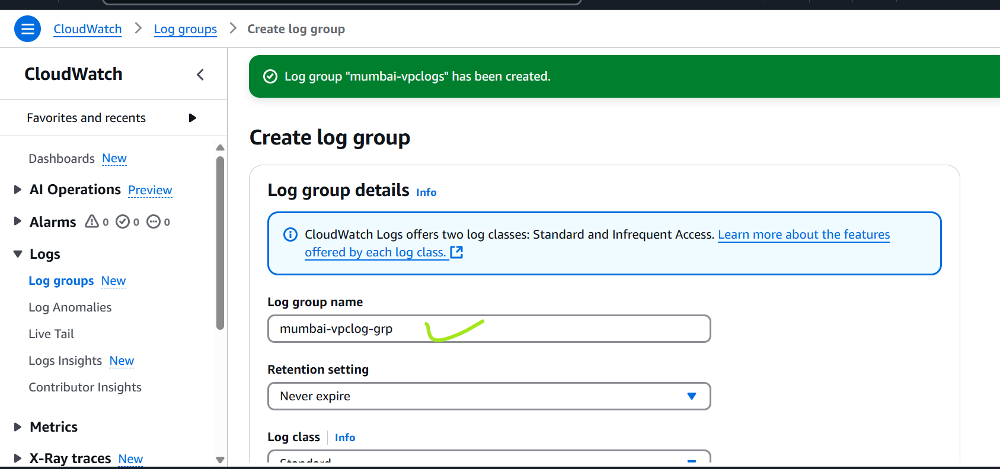 CloudWatch > Log groups > Create log group
CloudWatch
Favorites and recents
Dashboards New
AI Operations Preview
Alarms 0 0 0
Logs
Log groups New
Log Anomalies
Live Tail
Logs Insights New
Contributor Insights
Metrics
X-Ray traces New
Log group "mumbai-vpclogs" has been created.
Create log group
Log group details Info
CloudWatch Logs offers two log classes: Standard and Infrequent Access. Learn more about the features
offered by each log class.
Log group name
mumbai-vpclog-grp
Retention setting
Never expire
Log class Info
Standard